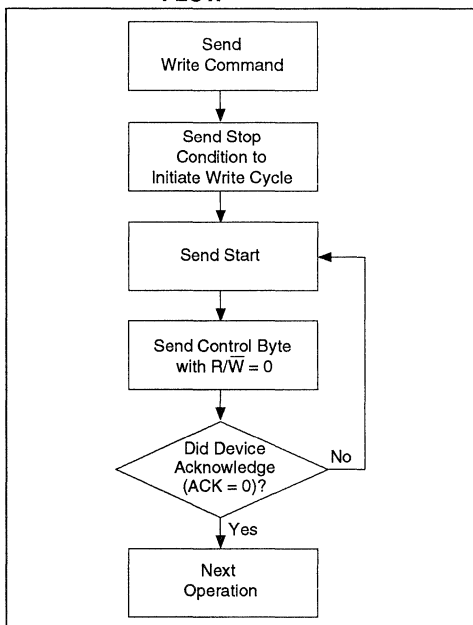 FLOW
Send
Write Command
Send Stop
Condition to
Initiate Write Cycle
Send Start
Send Control Byte
with R/W̅ = 0
Did Device
Acknowledge
(ACK = 0)?
No
Yes
Next
Operation